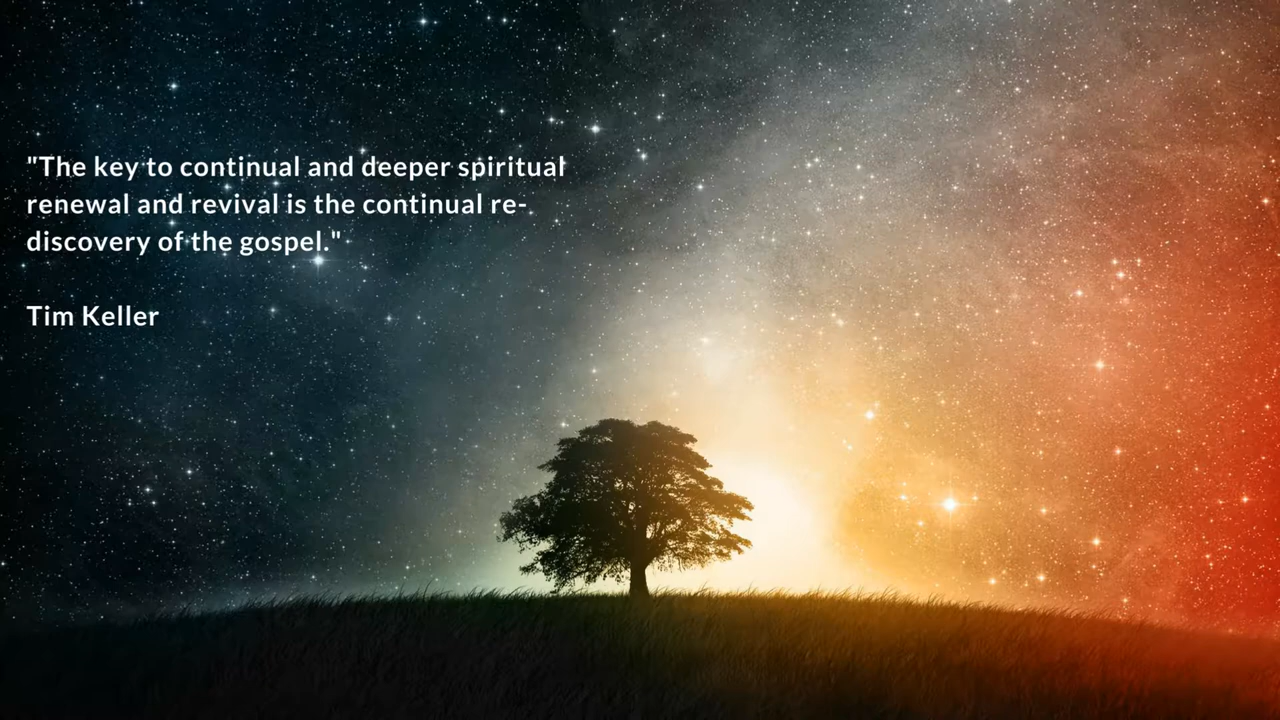 "The key to continual and deeper spiritual
renewal and revival is the continual re-
discovery of the gospel."
Tim Keller